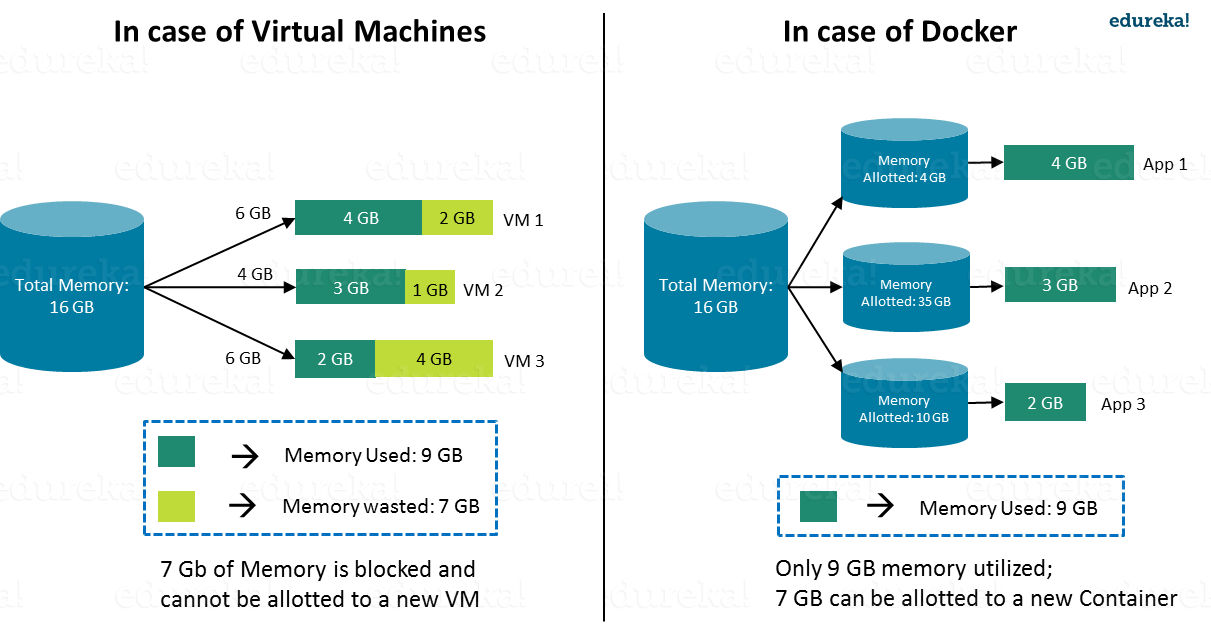 In case of Virtual Machines
In case of Docker
edureka!
Total Memory:
16 GB
6 GB
4 GB
2 GB
VM 1
4 GB
3 GB
1 GB
VM 2
6 GB
2 GB
4 GB
VM 3
Memory Used: 9 GB
Memory wasted: 7 GB
7 Gb of Memory is blocked and
cannot be allotted to a new VM
Total Memory:
16 GB
Memory
Allotted: 4 GB
4 GB
App 1
Memory
Allotted: 35 GB
3 GB
App 2
Memory
Allotted: 10 GB
2 GB
App 3
Memory Used: 9 GB
Only 9 GB memory utilized;
7 GB can be allotted to a new Container